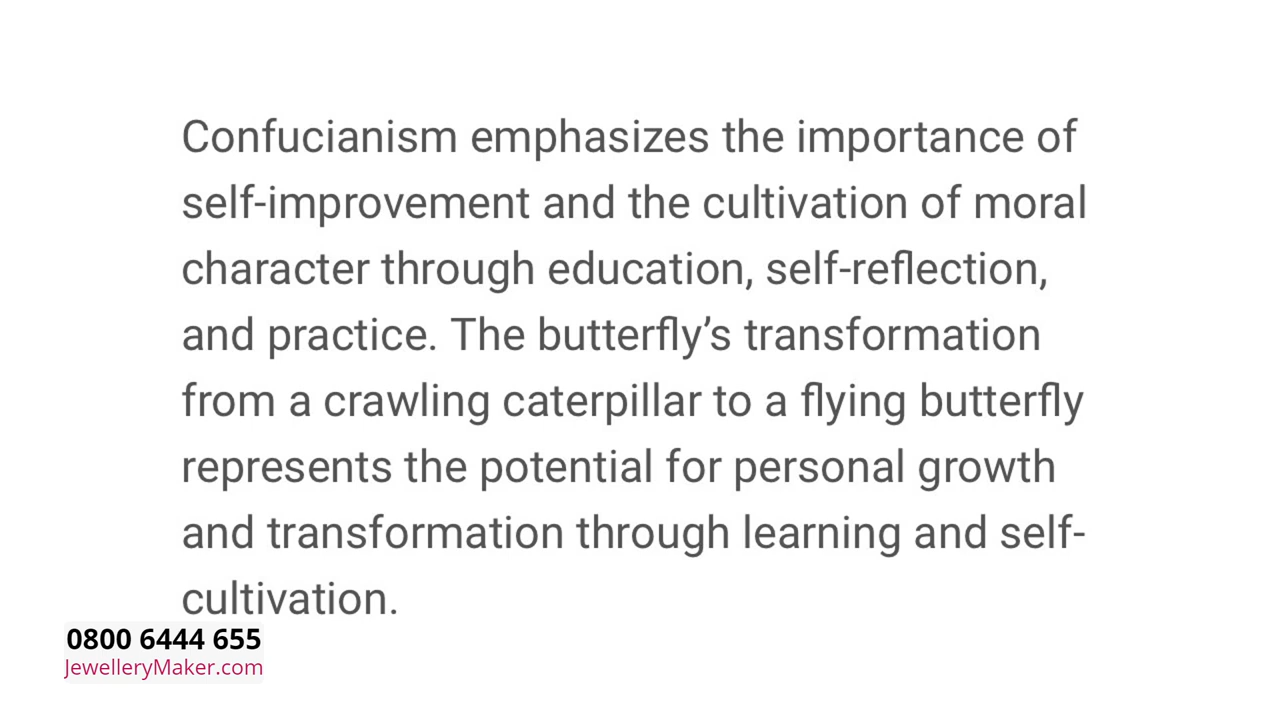 Confucianism emphasizes the importance of
self-improvement and the cultivation of moral
character through education, self-reflection,
and practice. The butterfly’s transformation
from a crawling caterpillar to a flying butterfly
represents the potential for personal growth
and transformation through learning and self-
cultivation.
0800 6444 655
JewelleryMaker.com